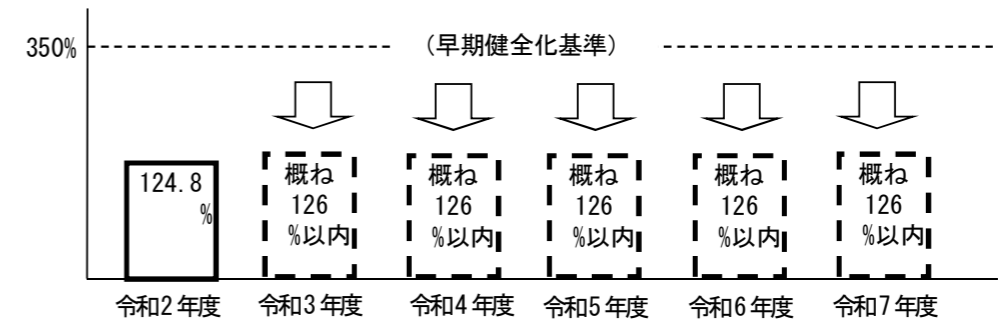 350%
（早期健全化基準）
124.8
%
概ね
126
%以内
概ね
126
%以内
概ね
126
%以内
概ね
126
%以内
概ね
126
%以内
令和2年度
令和3年度
令和4年度
令和5年度
令和6年度
令和7年度